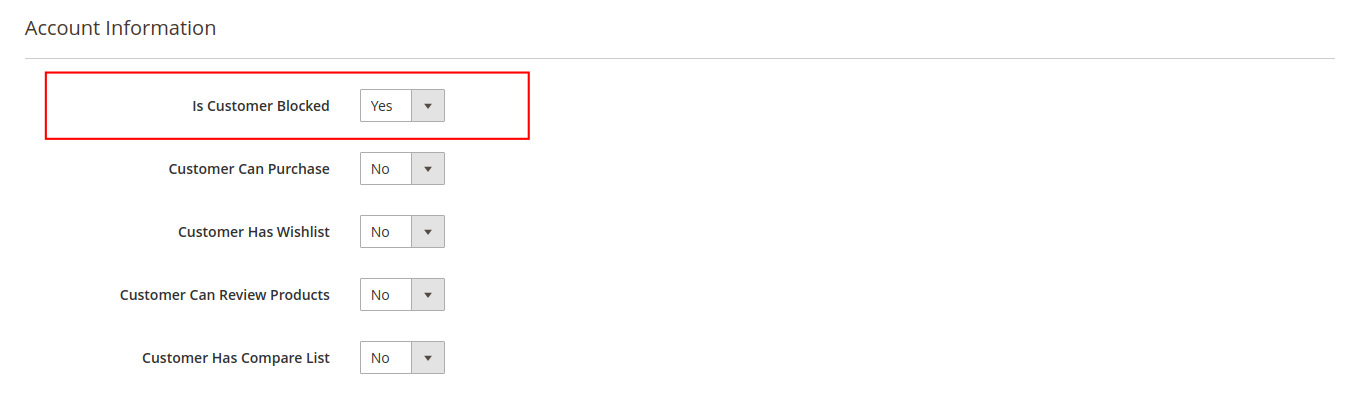 Account Information
Is Customer Blocked Yes
Customer Can Purchase No
Customer Has Wishlist No
Customer Can Review Products No
Customer Has Compare List No